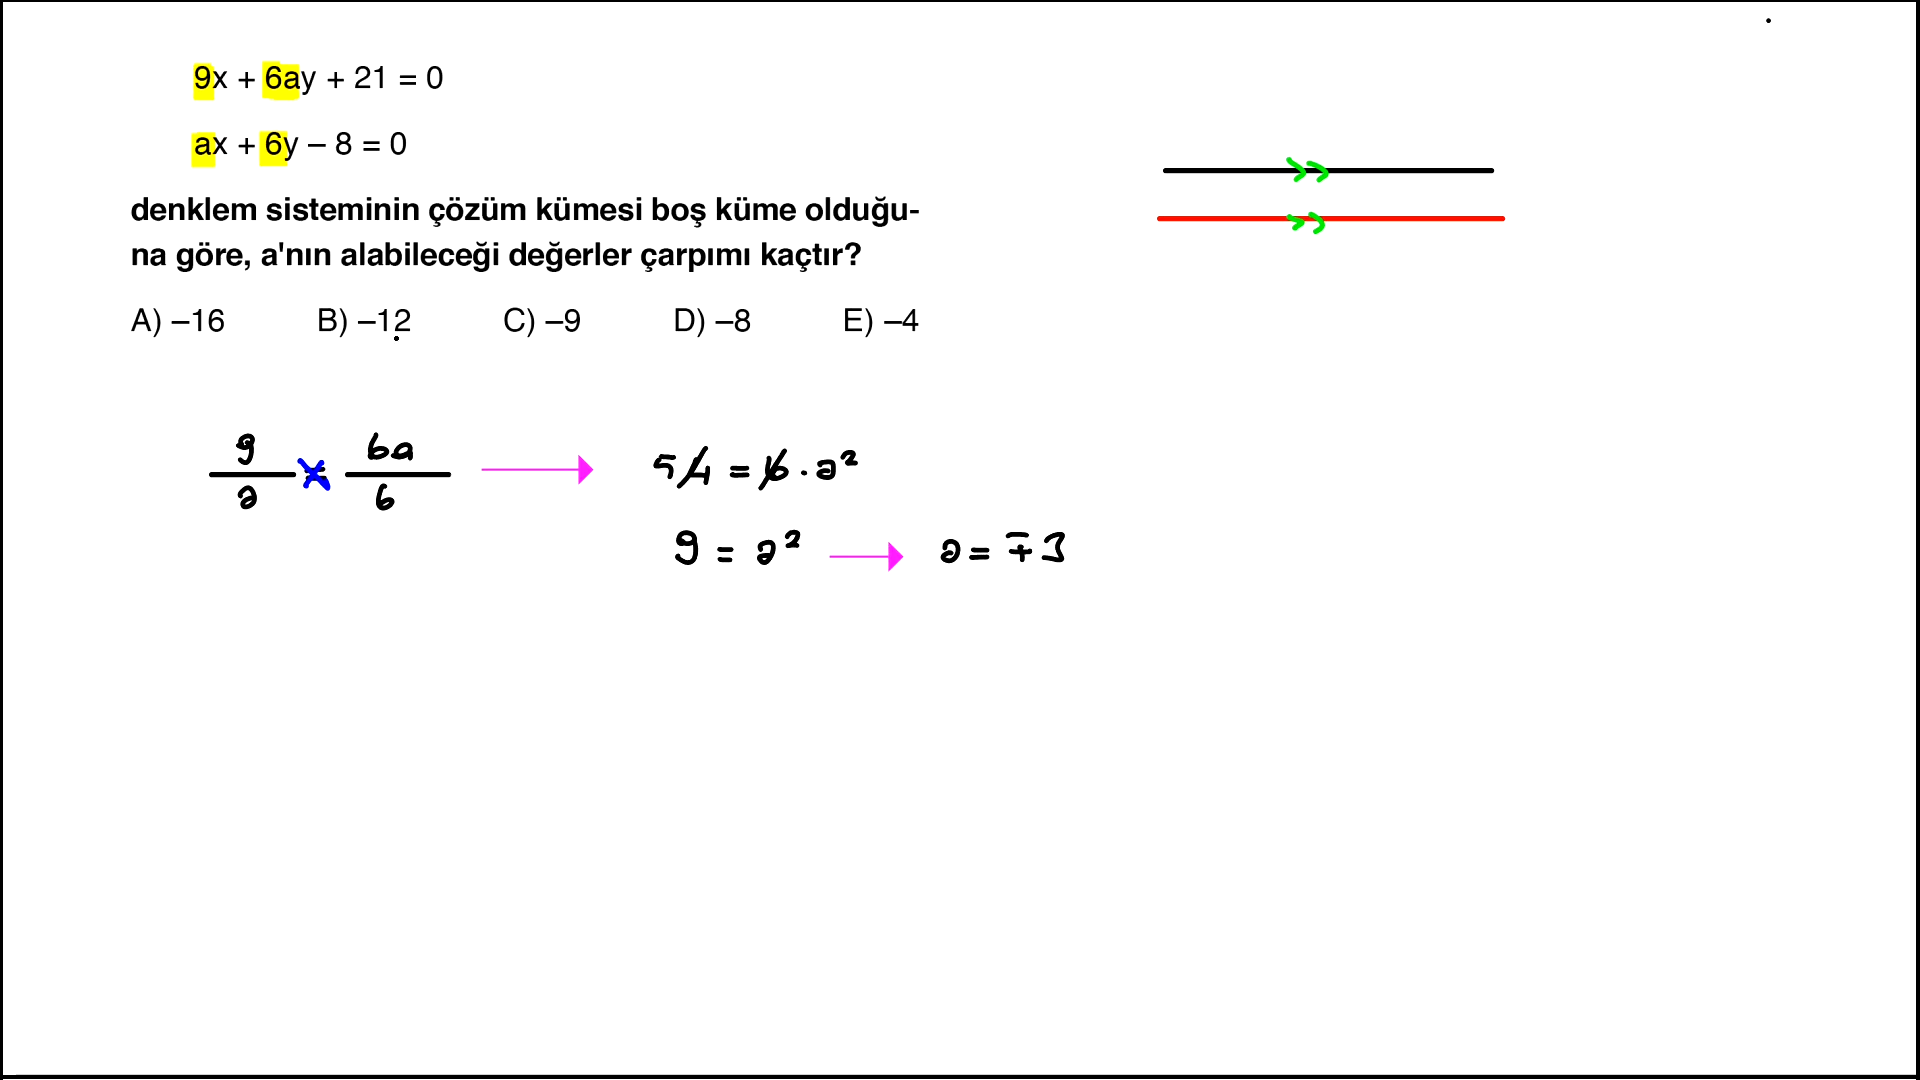 9x + 6ay + 21 = 0
ax + 6y – 8 = 0
denklem sisteminin çözüm kümesi boş küme olduğu-
na göre, a'nın alabileceği değerler çarpımı kaçtır?
A) –16 B) –12 C) –9 D) –8 E) –4
9/a = 6a/6 → 54 = 6 . a²
9 = a² → a = ∓3